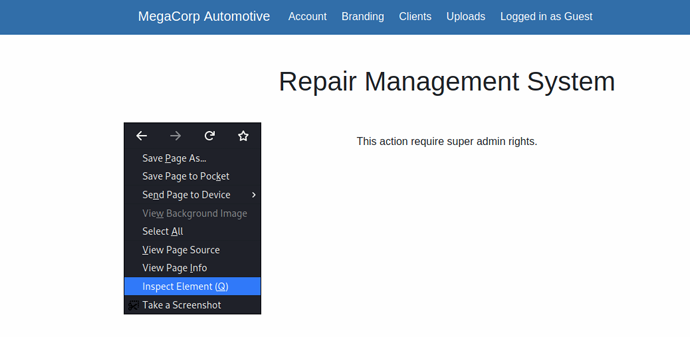 MegaCorp Automotive Account Branding Clients Uploads Logged in as Guest
Repair Management System
This action require super admin rights.
Save Page As...
Save Page to Pocket
Send Page to Device
View Background Image
Select All
View Page Source
View Page Info
Inspect Element (Q)
Take a Screenshot